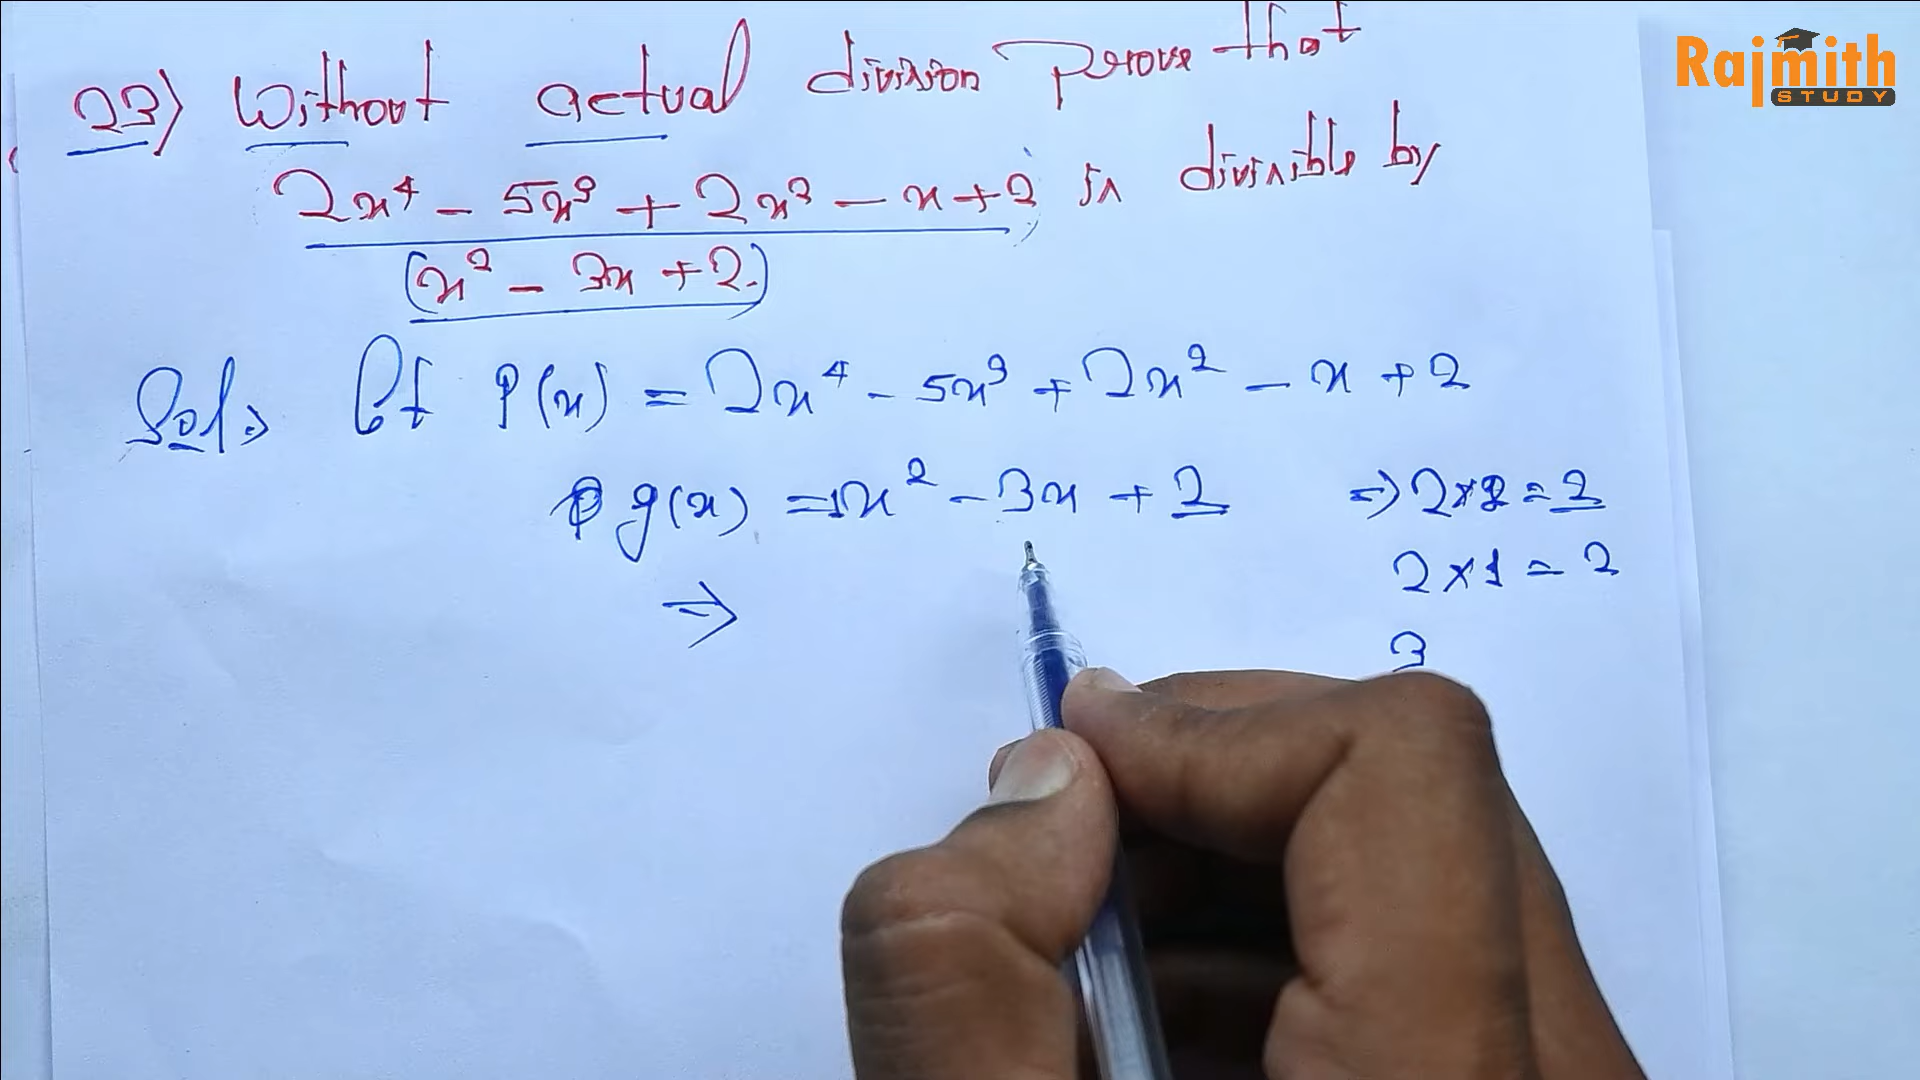 Rajmith
STUDY
23) Without actual division prove that
2x⁴ - 5x³ + 2x² - x + 2 is divisible by
(x² - 3x + 2.)
Sol:> Let P(x) = 2x⁴ - 5x³ + 2x² - x + 2
g(x) = 1x² - 3x + 2 ⇒ 2×2 = 2
⇒ 2×1 = 2
3